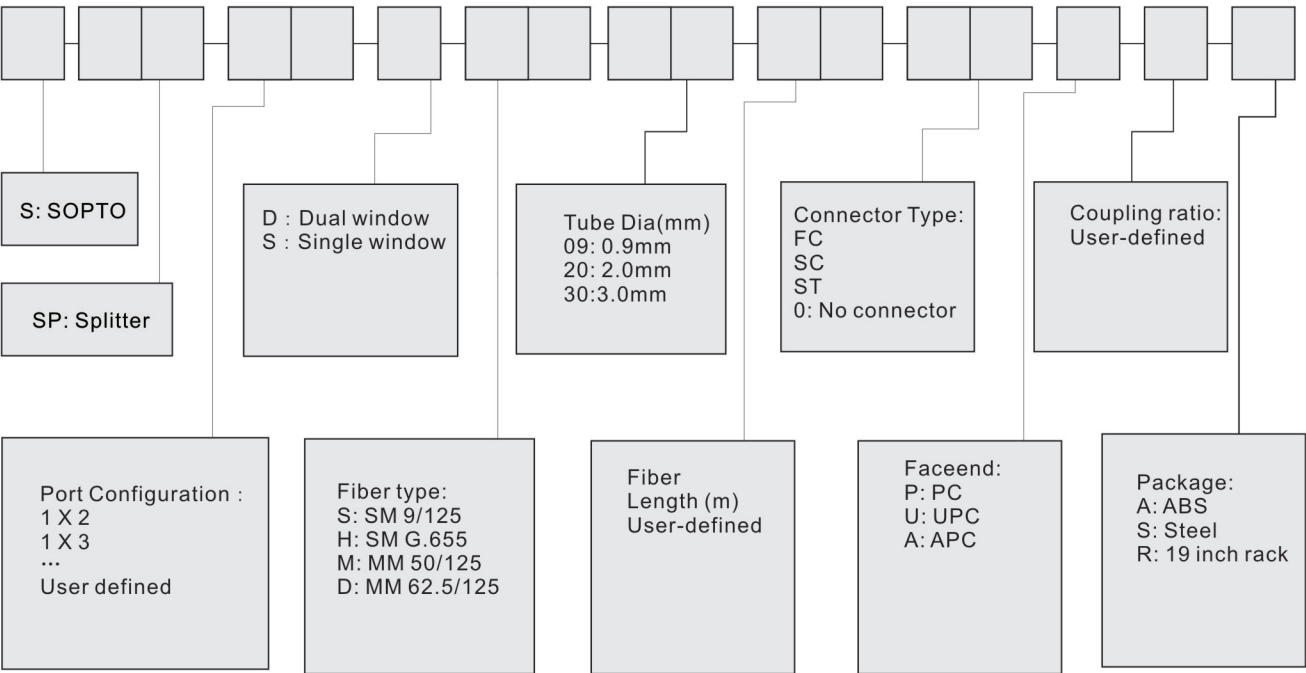 S: SOPTO
SP: Splitter
D : Dual window
S : Single window
Tube Dia(mm)
09: 0.9mm
20: 2.0mm
30:3.0mm
Connector Type:
FC
SC
ST
0: No connector
Coupling ratio:
User-defined
Port Configuration :
1 X 2
1 X 3
...
User defined
Fiber type:
S: SM 9/125
H: SM G.655
M: MM 50/125
D: MM 62.5/125
Fiber
Length (m)
User-defined
Faceend:
P: PC
U: UPC
A: APC
Package:
A: ABS
S: Steel
R: 19 inch rack